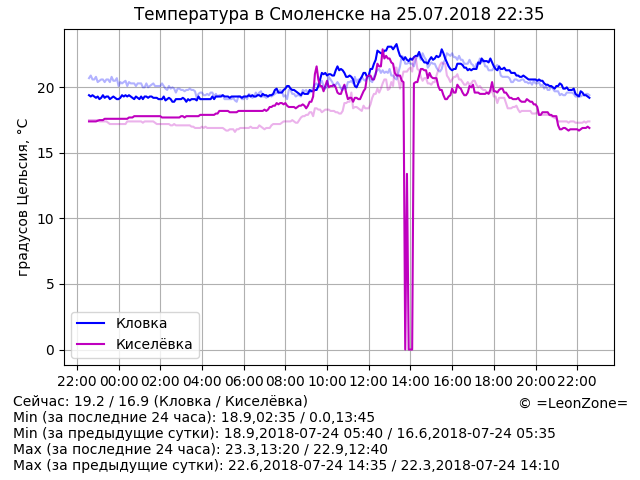 Температура в Смоленске на 25.07.2018 22:35
градусов Цельсия, °C
20
15
10
5
0
Кловка
Киселёвка
22:00 00:00 02:00 04:00 06:00 08:00 10:00 12:00 14:00 16:00 18:00 20:00 22:00
Сейчас: 19.2 / 16.9 (Кловка / Киселёвка)
© =LeonZone=
Min (за последние 24 часа): 18.9,02:35 / 0.0,13:45
Min (за предыдущие сутки): 18.9,2018-07-24 05:40 / 16.6,2018-07-24 05:35
Max (за последние 24 часа): 23.3,13:20 / 22.9,12:40
Max (за предыдущие сутки): 22.6,2018-07-24 14:35 / 22.3,2018-07-24 14:10